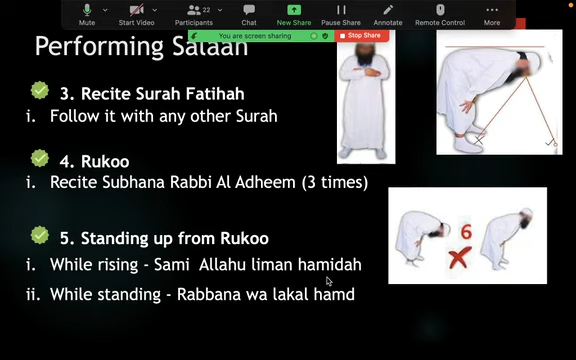 Mute
Start Video
22
Participants
Chat
New Share
Pause Share
Annotate
Remote Control
More
You are screen sharing
Stop Share
Performing Salaah
3. Recite Surah Fatihah
i. Follow it with any other Surah
4. Rukoo
i. Recite Subhana Rabbi Al Adheem (3 times)
5. Standing up from Rukoo
i. While rising - Sami Allahu liman hamidah
ii. While standing - Rabbana wa lakal hamd
6